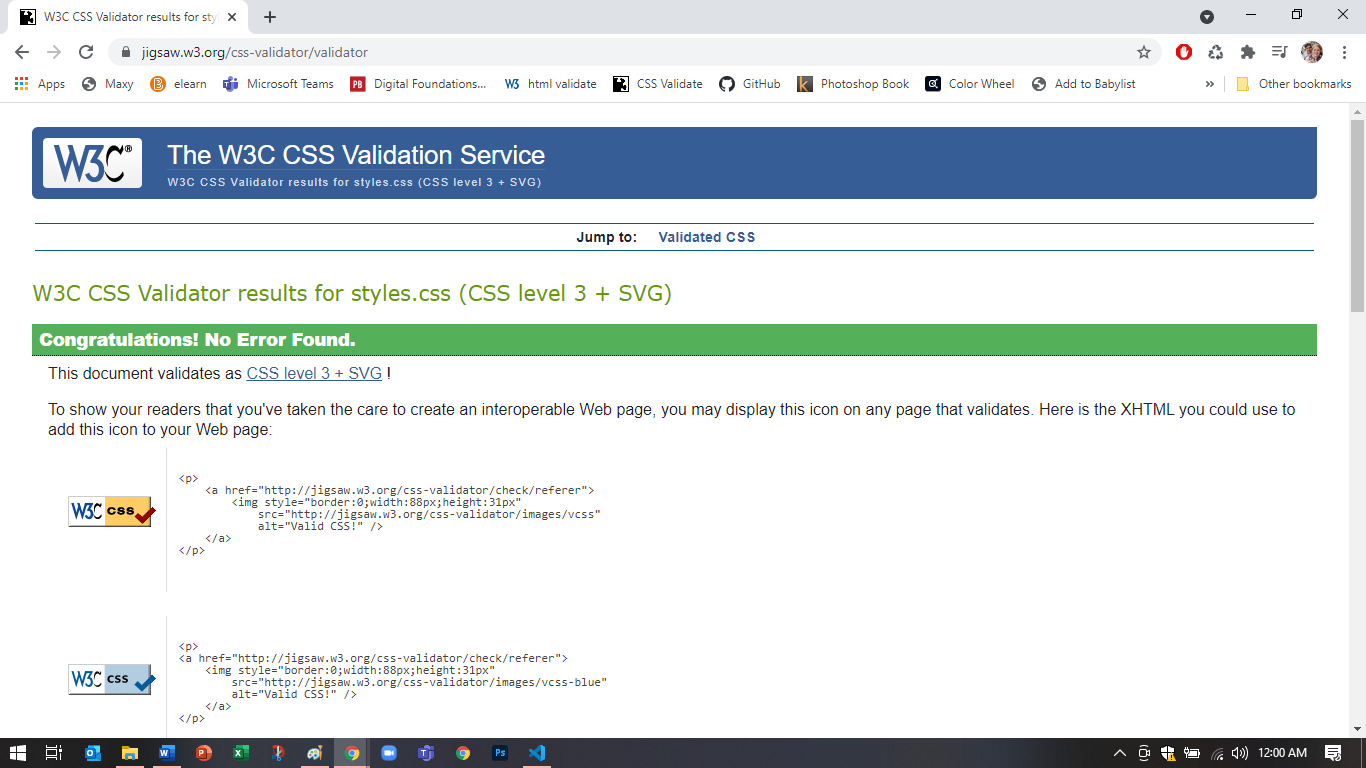 W3C CSS Validator results for sty
jigsaw.w3.org/css-validator/validator
Apps Maxy elearn Microsoft Teams PB Digital Foundations... W3 html validate CSS Validate GitHub Photoshop Book Color Wheel Add to Babylist » Other bookmarks
W3C® The W3C CSS Validation Service
W3C CSS Validator results for styles.css (CSS level 3 + SVG)
Jump to: Validated CSS
W3C CSS Validator results for styles.css (CSS level 3 + SVG)
Congratulations! No Error Found.
This document validates as CSS level 3 + SVG !
To show your readers that you've taken the care to create an interoperable Web page, you may display this icon on any page that validates. Here is the XHTML you could use to
add this icon to your Web page:
<p>
<a href="http://jigsaw.w3.org/css-validator/check/referer">
<img style="border:0;width:88px;height:31px"
W3C css
src="http://jigsaw.w3.org/css-validator/images/vcss"
alt="Valid CSS!" />
</a>
</p>
<p>
<a href="http://jigsaw.w3.org/css-validator/check/referer">
<img style="border:0;width:88px;height:31px"
W3C css
src="http://jigsaw.w3.org/css-validator/images/vcss-blue"
alt="Valid CSS!" />
</a>
</p>
12:00 AM